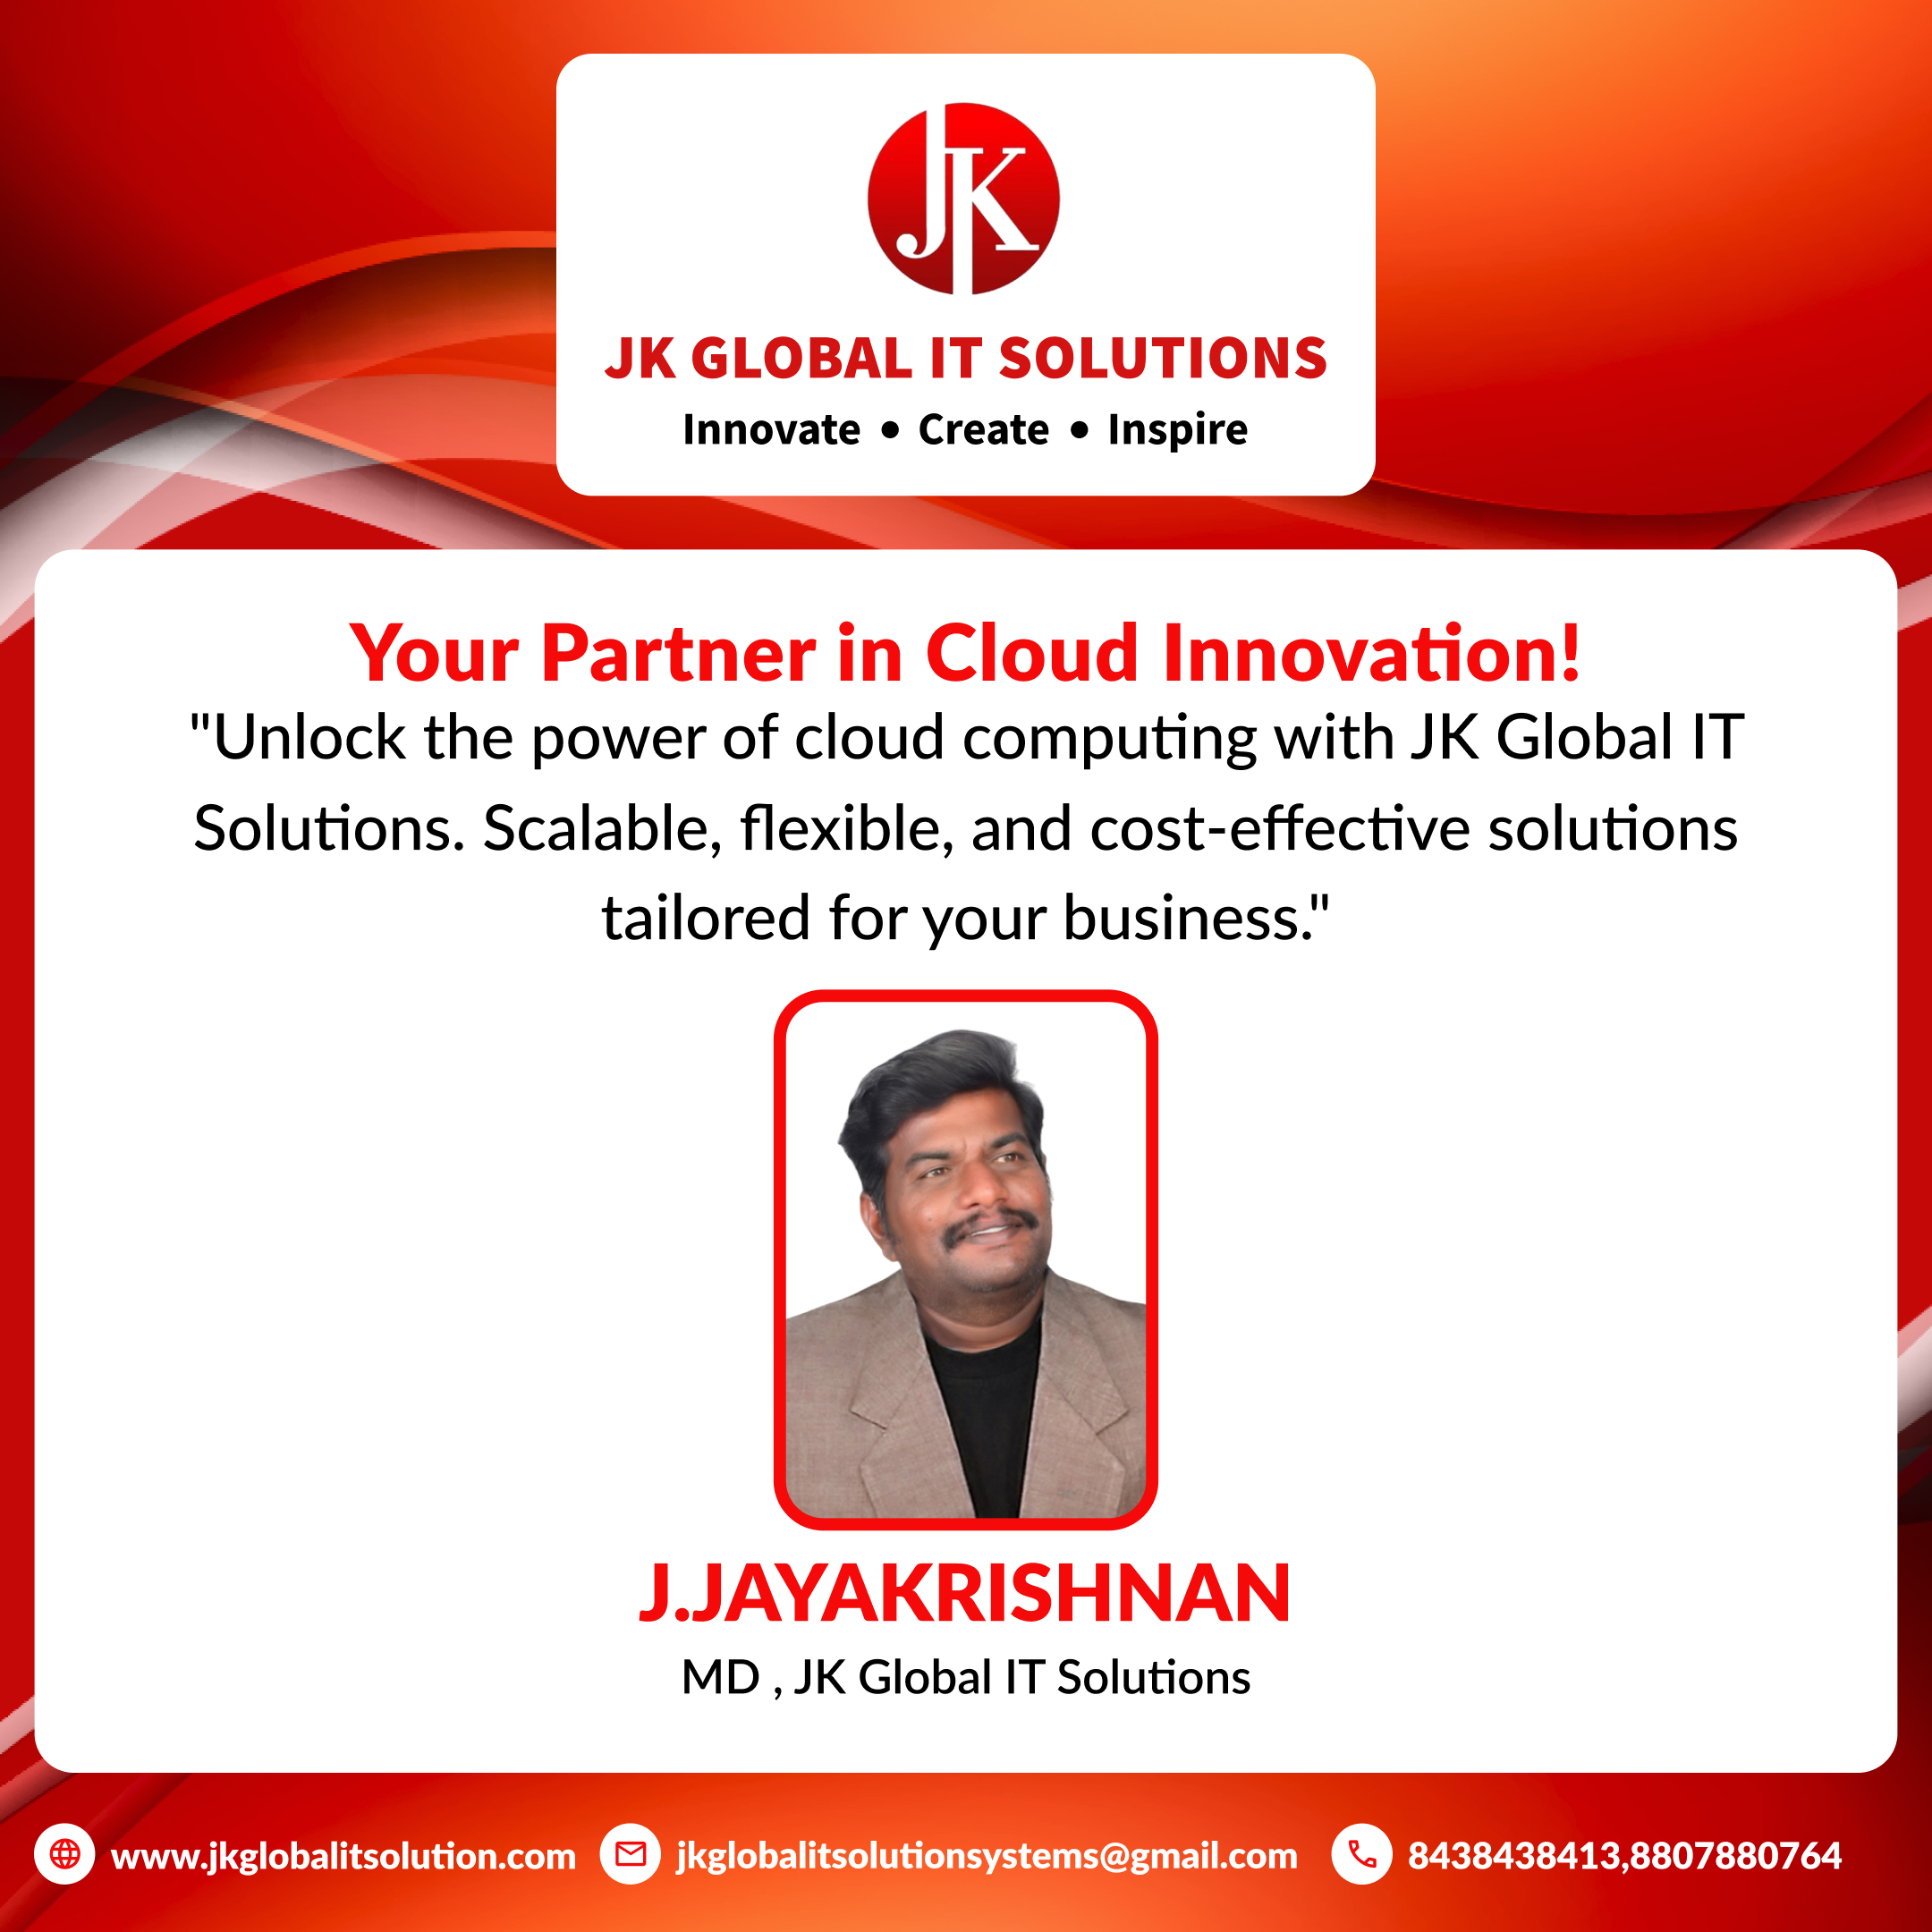 JK
JK GLOBAL IT SOLUTIONS
Innovate • Create • Inspire
Your Partner in Cloud Innovation!
"Unlock the power of cloud computing with JK Global IT
Solutions. Scalable, flexible, and cost-effective solutions
tailored for your business."
J.JAYAKRISHNAN
MD , JK Global IT Solutions
www.jkglobalitsolution.com jkglobalitsolutionsystems@gmail.com 8438438413,8807880764